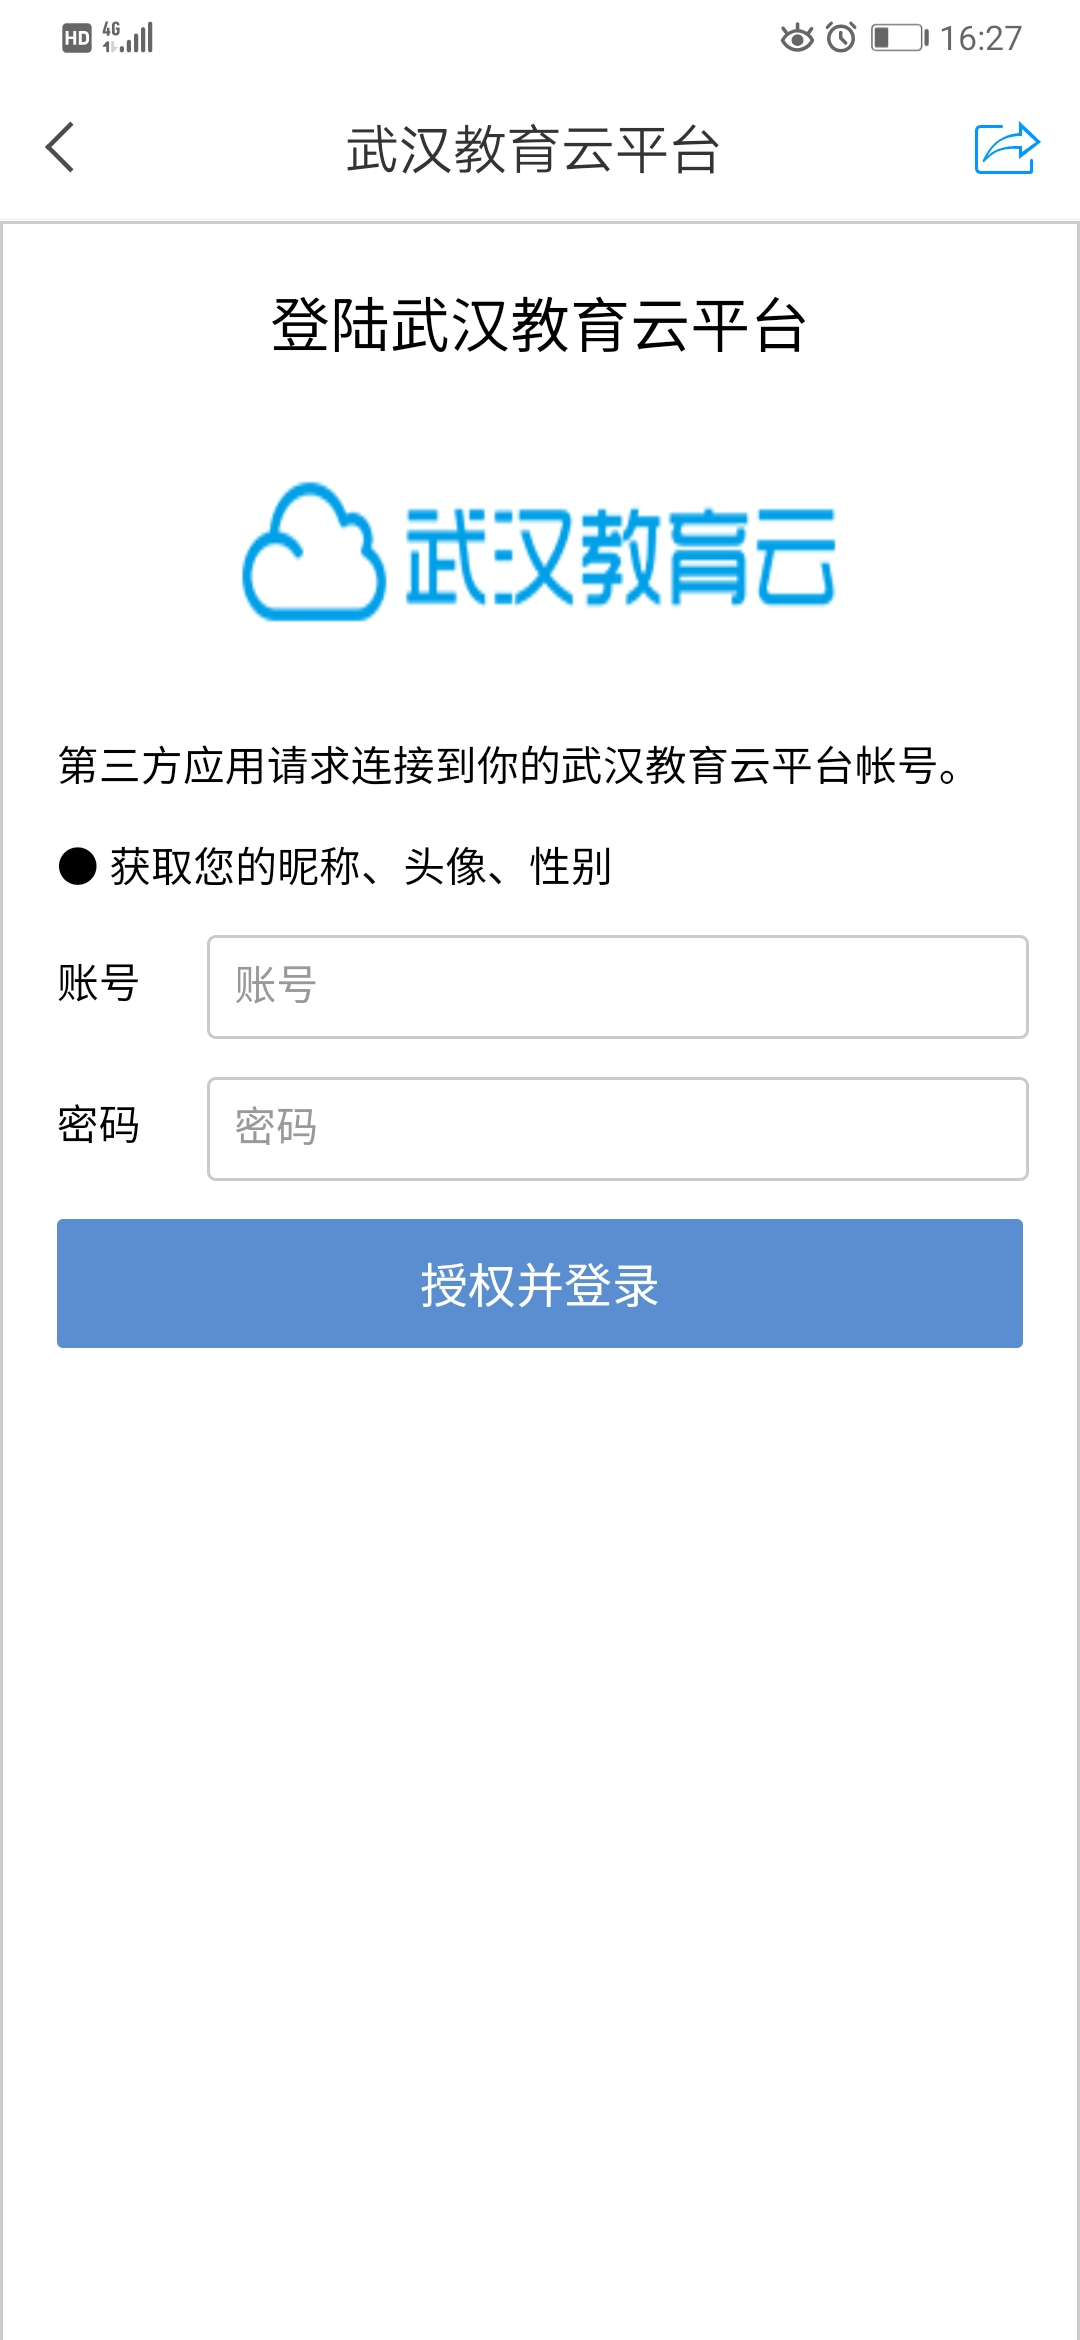 HD 4G 16:27
武汉教育云平台
登陆武汉教育云平台
武汉教育云
第三方应用请求连接到你的武汉教育云平台帐号。
● 获取您的昵称、头像、性别
账号 账号
密码 密码
授权并登录